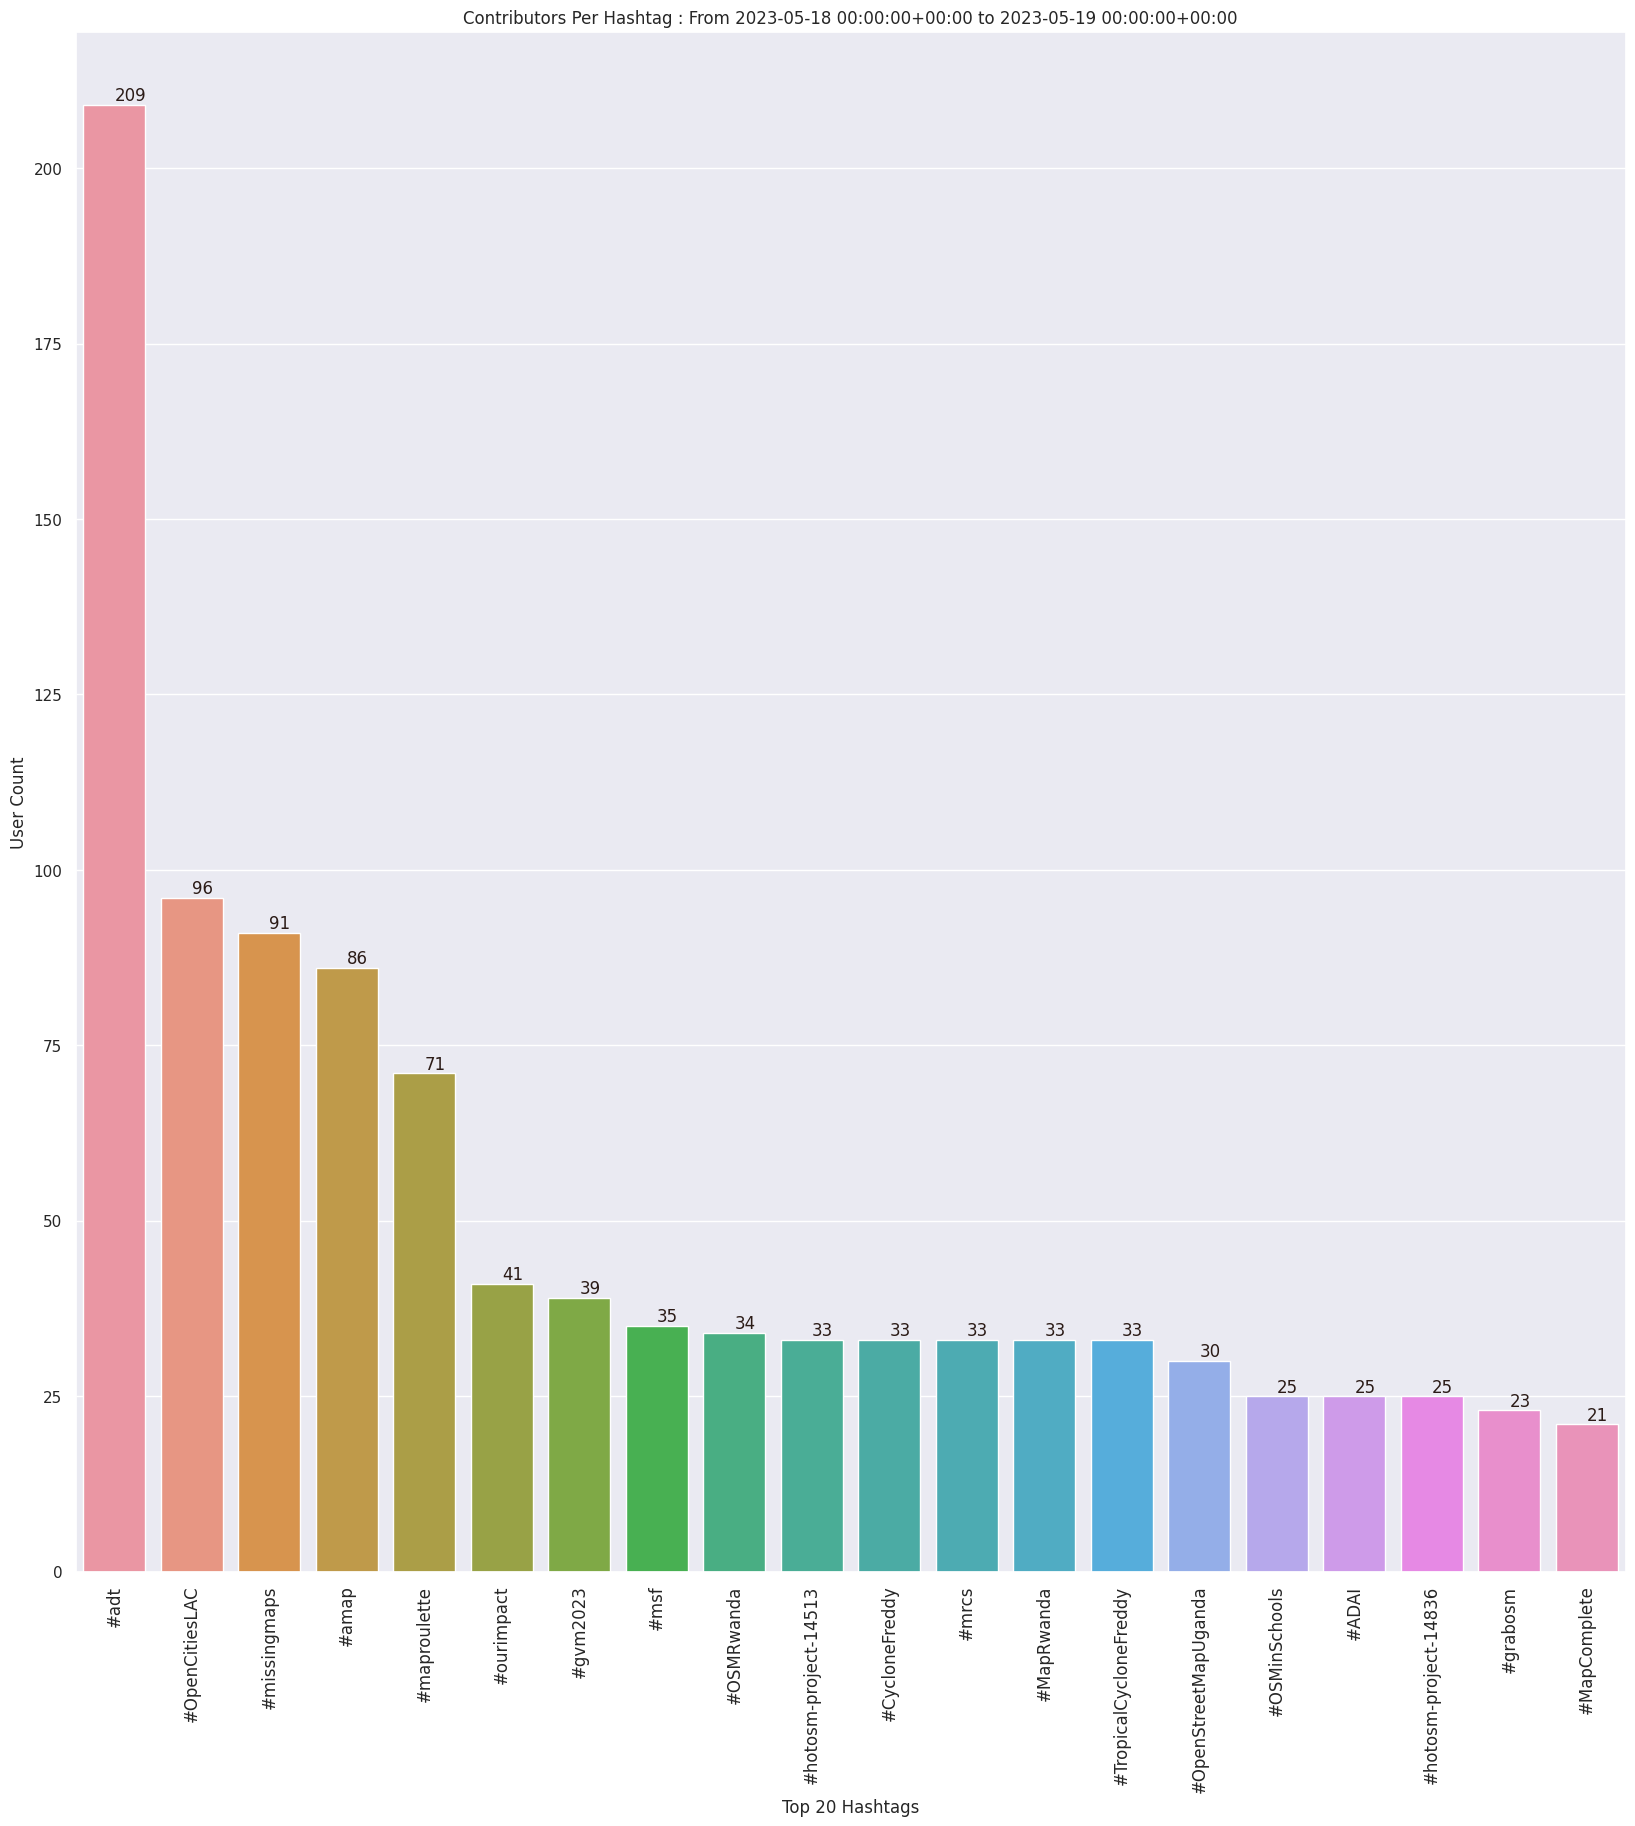 Contributors Per Hashtag : From 2023-05-18 00:00:00+00:00 to 2023-05-19 00:00:00+00:00
User Count
200
175
150
125
100
75
50
25
0
209
96
91
86
71
41
39
35
34
33
33
33
33
33
30
25
25
25
23
21
#adt
#OpenCitiesLAC
#missingmaps
#amap
#maproulette
#ourimpact
#gvm2023
#msf
#OSMRwanda
#hotosm-project-14513
#CycloneFreddy
#mrcs
#MapRwanda
#TropicalCycloneFreddy
#OpenStreetMapUganda
#OSMinSchools
#ADAI
#hotosm-project-14836
#grabosm
#MapComplete
Top 20 Hashtags